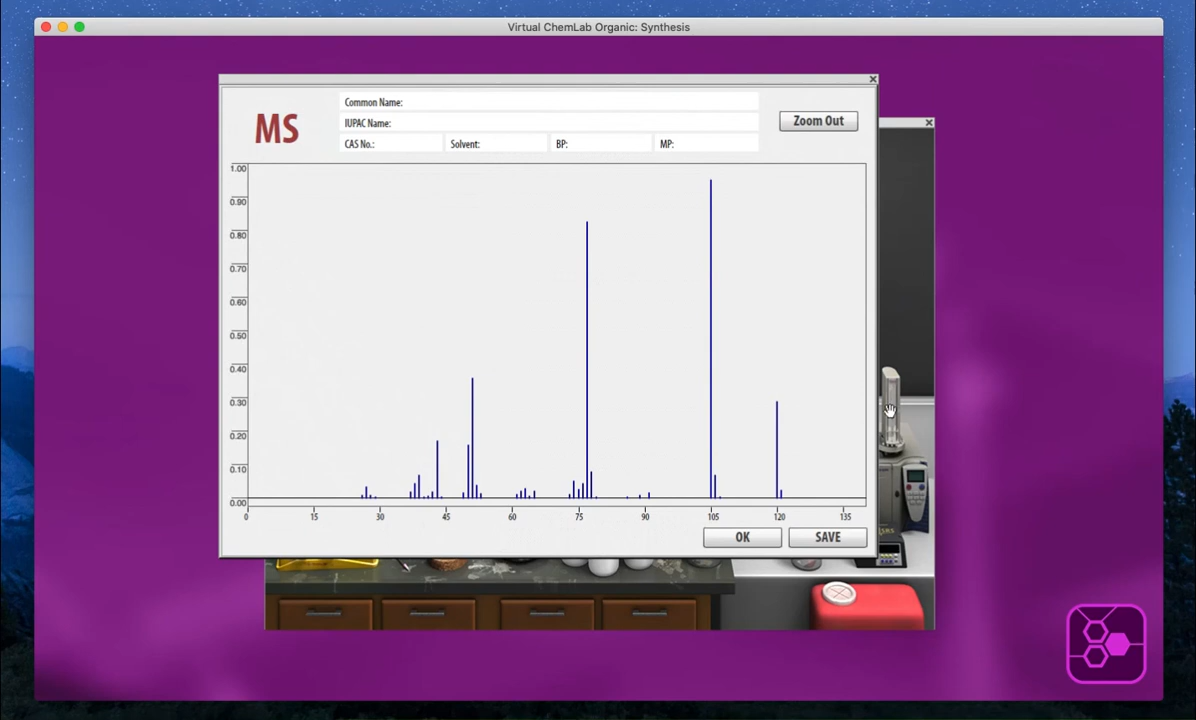 Virtual ChemLab Organic: Synthesis
MS
Common Name:
IUPAC Name:
CAS No.: Solvent: BP: MP:
Zoom Out
1.00
0.90
0.80
0.70
0.60
0.50
0.40
0.30
0.20
0.10
0.00
0 15 30 45 60 75 90 105 120 135
OK SAVE